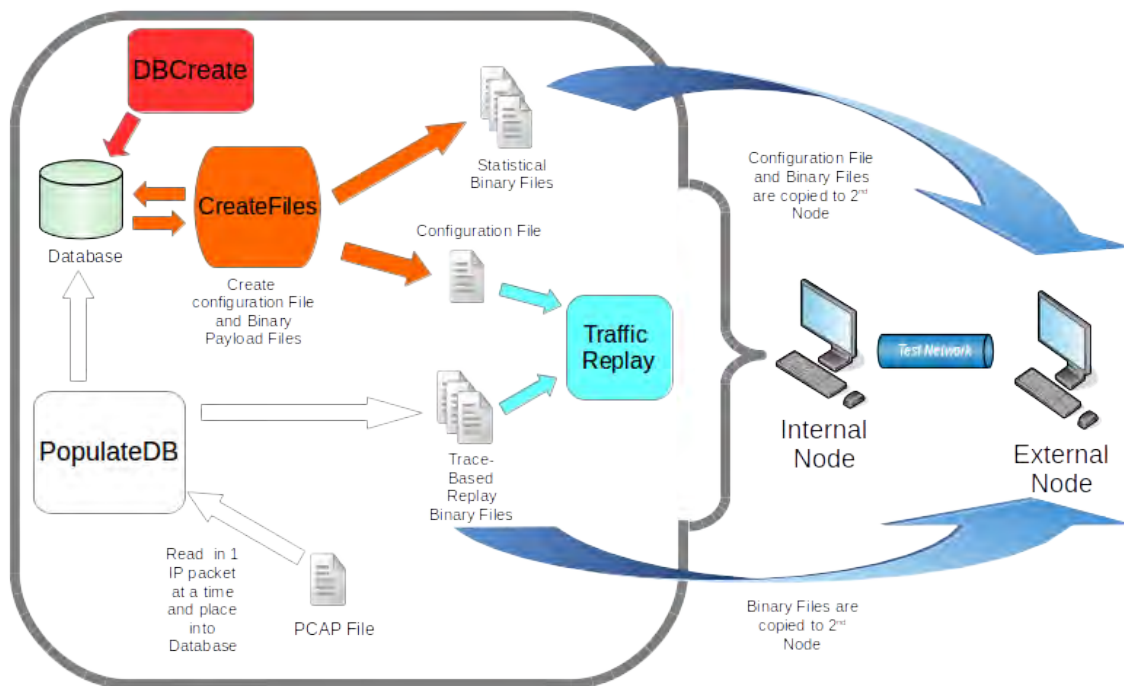 DBCreate
Statistical
Binary Files
Configuration File
and Binary Files
are copied to 2nd
Node
CreateFiles
Configuration File
Database
Create
configuration File
and Binary
Payload Files
Traffic
Replay
Test Network
PopulateDB
Internal
Node
External
Node
Trace-
Based
Replay
Binary Files
Read in 1
IP packet
at a time
and place
into
Database
PCAP File
Binary Files are
copied to 2nd
Node